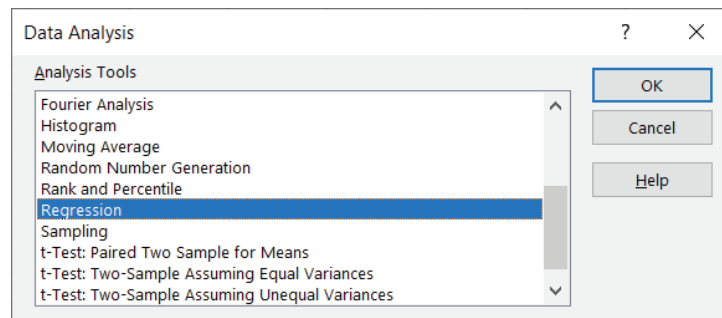 Data Analysis
?
Analysis Tools
OK
Fourier Analysis
Histogram
Cancel
Moving Average
Random Number Generation
Help
Rank and Percentile
Regression
Sampling
t-Test: Paired Two Sample for Means
t-Test: Two-Sample Assuming Equal Variances
t-Test: Two-Sample Assuming Unequal Variances